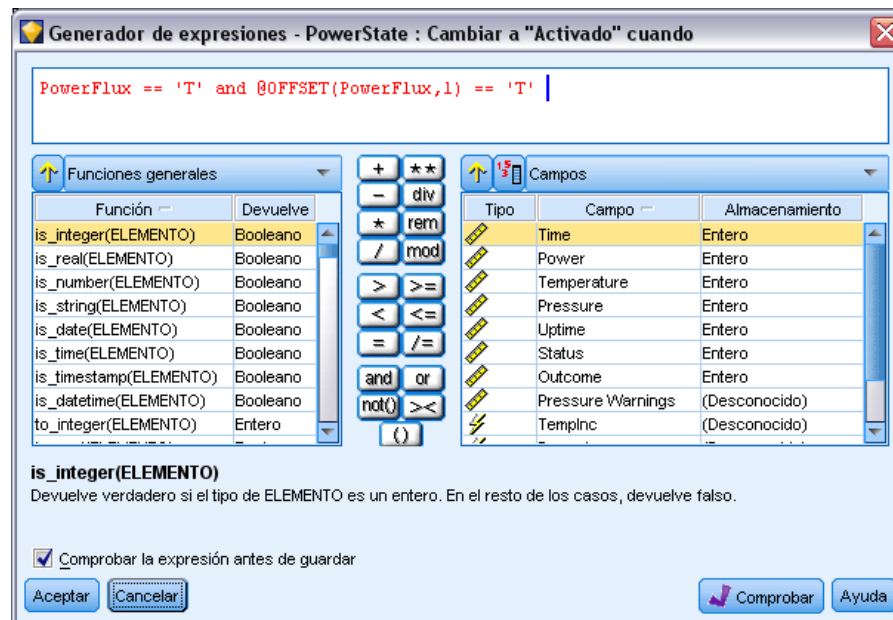 Generador de expresiones - PowerState : Cambiar a "Activado" cuando
PowerFlux == 'T' and @OFFSET(PowerFlux,1) == 'T'
Funciones generales
Función Devuelve
is_integer(ELEMENTO) Booleano
is_real(ELEMENTO) Booleano
is_number(ELEMENTO) Booleano
is_string(ELEMENTO) Booleano
is_date(ELEMENTO) Booleano
is_time(ELEMENTO) Booleano
is_timestamp(ELEMENTO) Booleano
is_datetime(ELEMENTO) Booleano
to_integer(ELEMENTO) Entero
+ **
- div
* rem
/ mod
> >=
< <=
= /=
and or
not() ><
()
Campos
Tipo Campo Almacenamiento
Time Entero
Power Entero
Temperature Entero
Pressure Entero
Uptime Entero
Status Entero
Outcome Entero
Pressure Warnings (Desconocido)
TempInc (Desconocido)
is_integer(ELEMENTO)
Devuelve verdadero si el tipo de ELEMENTO es un entero. En el resto de los casos, devuelve falso.
Comprobar la expresión antes de guardar
Aceptar Cancelar Comprobar Ayuda